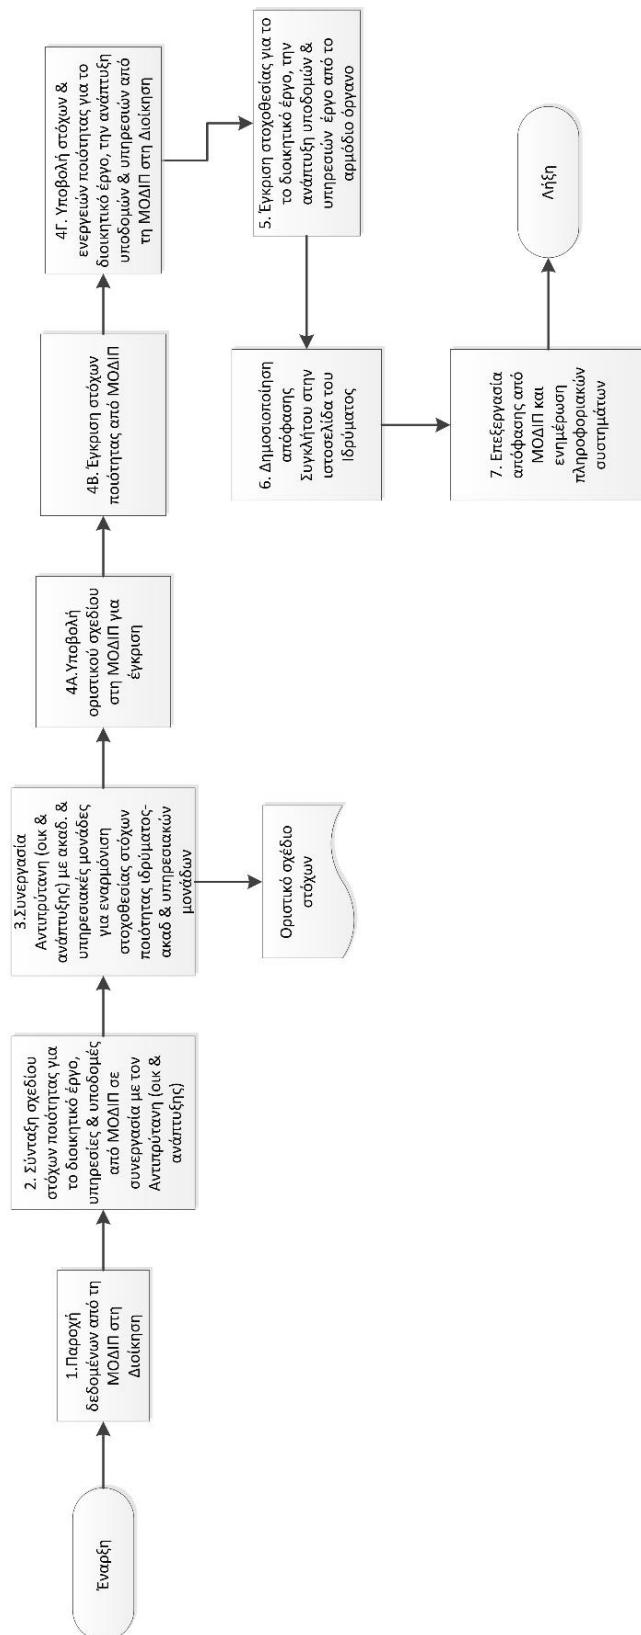 Έναρξη
1.Παροχή
δεδομένων από τη
ΜΟΔΙΠ στη
Διοίκηση
2. Σύνταξη σχεδίου
στόχων ποιότητας για
το διοικητικό έργο,
υπηρεσίες & υποδομές
από ΜΟΔΙΠ σε
συνεργασία με τον
Αντιπρύτανη (οικ &
ανάπτυξης)
3.Συνεργασία
Αντιπρύτανη (οικ &
ανάπτυξης) με ακαδ. &
υπηρεσιακές μονάδες
για εναρμόνιση
στοχοθεσίας στόχων
ποιότητας ιδρύματος-
ακαδ & υπηρεσιακών
μονάδων
Οριστικό σχέδιο
στόχων
4Α.Υποβολή
οριστικού σχεδίου
στη ΜΟΔΙΠ για
έγκριση
4Β. Έγκριση στόχων
ποιότητας από ΜΟΔΙΠ
4Γ. Υποβολή στόχων &
ενεργειών ποιότητας για το
διοικητικό έργο, την ανάπτυξη
υποδομών & υπηρεσιών από
τη ΜΟΔΙΠ στη Διοίκηση
5. Έγκριση στοχοθεσίας για το
το διοικητικό έργο, την
ανάπτυξη υποδομών &
υπηρεσιών  έργο από το
αρμόδιο όργανο
6. Δημοσιοποίηση
απόφασης
Συγκλήτου στην
ιστοσελίδα του
Ιδρύματος
7. Επεξεργασία
απόφασης από
ΜΟΔΙΠ και
ενημέρωση
πληροφοριακών
συστημάτων
Λήξη